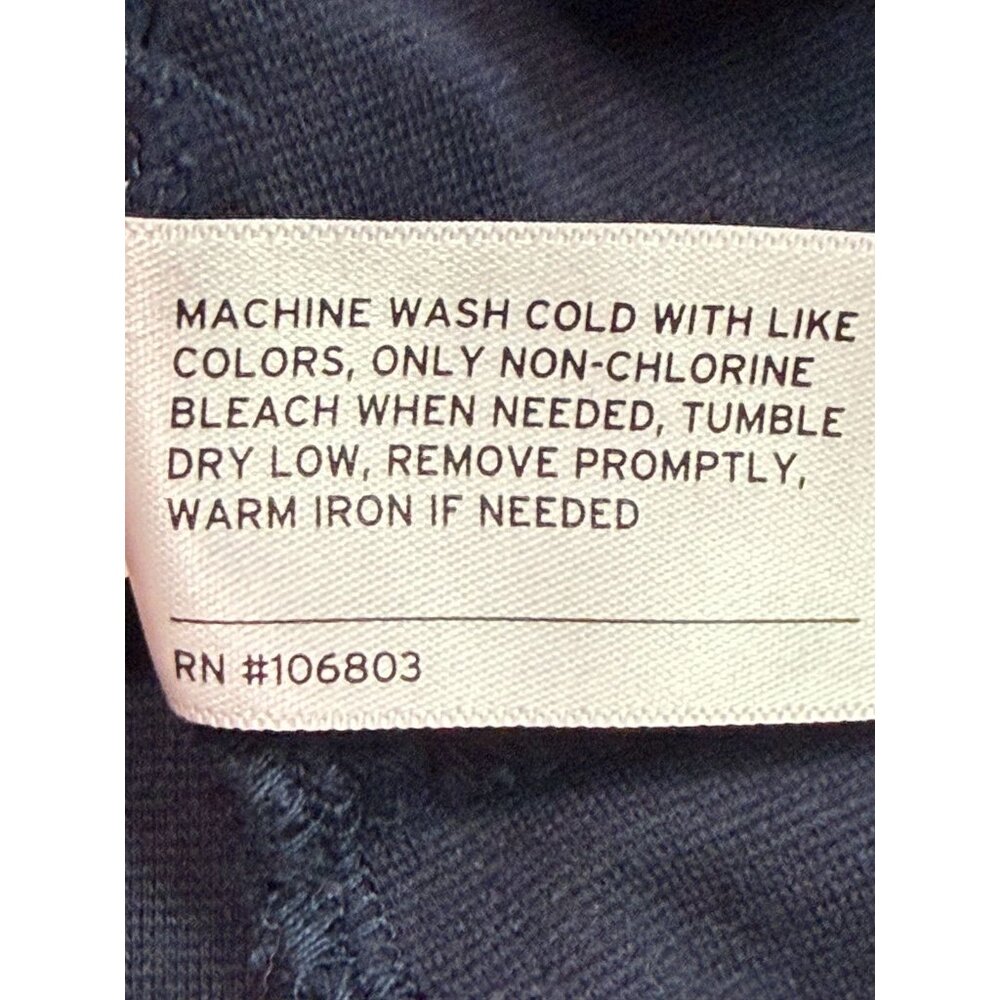 MACHINE WASH COLD WITH LIKE
COLORS, ONLY NON-CHLORINE
BLEACH WHEN NEEDED, TUMBLE
DRY LOW, REMOVE PROMPTLY,
WARM IRON IF NEEDED
RN #106803